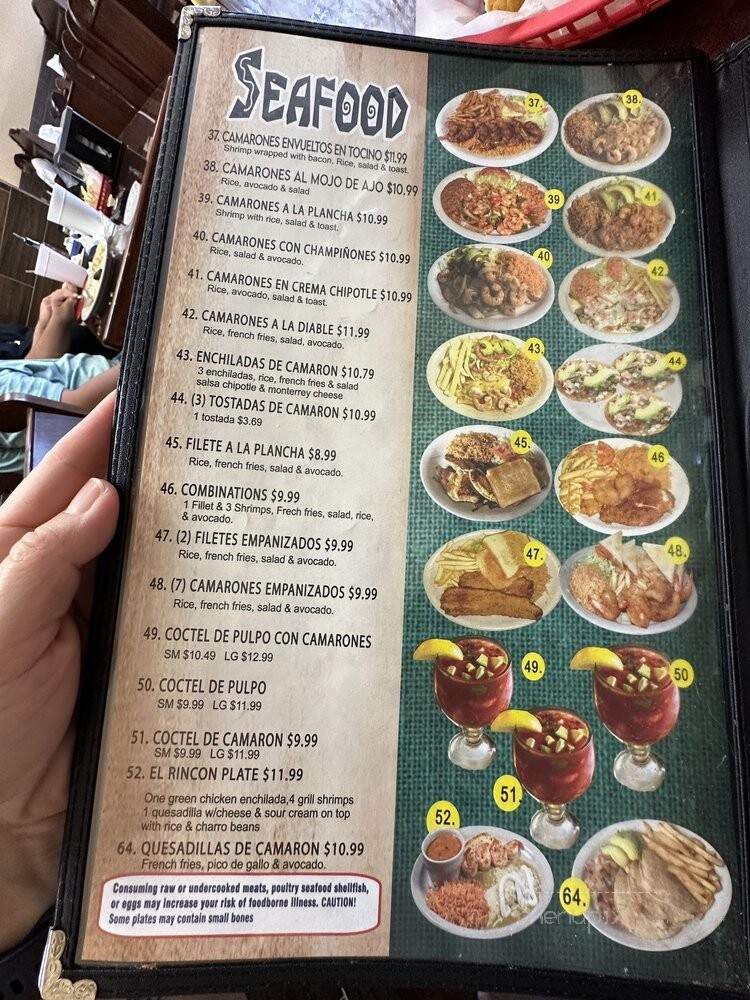 SEAFOOD
37. CAMARONES ENVUELTOS EN TOCINO $11.99
Shrimp wrapped with bacon. Rice, salad & toast.
38. CAMARONES AL MOJO DE AJO $10.99
Rice, avocado & salad
39. CAMARONES A LA PLANCHA $10.99
Shrimp with rice, salad & toast.
40. CAMARONES CON CHAMPIÑONES $10.99
Rice, salad & avocado.
41. CAMARONES EN CREMA CHIPOTLE $10.99
Rice, avocado, salad & toast.
42. CAMARONES A LA DIABLE $11.99
Rice, french fries, salad, avocado.
43. ENCHILADAS DE CAMARON $10.79
3 enchiladas, rice, french fries & salad
salsa chipotle & monterrey cheese
44. (3) TOSTADAS DE CAMARON $10.99
1 tostada $3.69
45. FILETE A LA PLANCHA $8.99
Rice, french fries, salad & avocado.
46. COMBINATIONS $9.99
1 Fillet & 3 Shrimps, Frech fries, salad, rice,
& avocado.
47. (2) FILETES EMPANIZADOS $9.99
Rice, french fries, salad & avocado.
48. (7) CAMARONES EMPANIZADOS $9.99
Rice, french fries, salad & avocado.
49. COCTEL DE PULPO CON CAMARONES
SM $10.49 LG $12.99
50. COCTEL DE PULPO
SM $9.99 LG $11.99
51. COCTEL DE CAMARON $9.99
SM $9.99 LG $11.99
52. EL RINCON PLATE $11.99
One green chicken enchilada,4 grill shrimps
1 quesadilla w/cheese & sour cream on top
with rice & charro beans
64. QUESADILLAS DE CAMARON $10.99
French fries, pico de gallo & avocado.
Consuming raw or undercooked meats, poultry seafood shellfish,
or eggs may increase your risk of foodborne illness. CAUTION!
Some plates may contain small bones
37.
38.
39
41
40
42
43
44
45.
46
47.
48.
49.
50
51
52.
64.